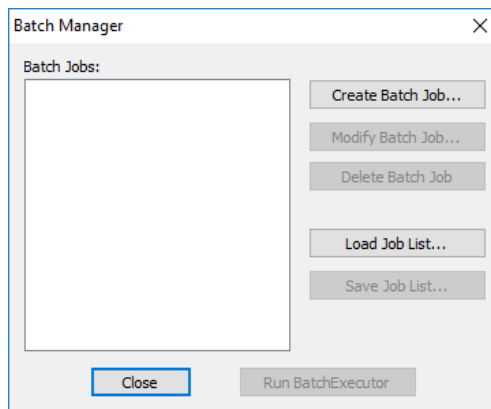 Batch Manager
Batch Jobs:
Create Batch Job...
Modify Batch Job...
Delete Batch Job
Load Job List...
Save Job List...
Close
Run BatchExecutor